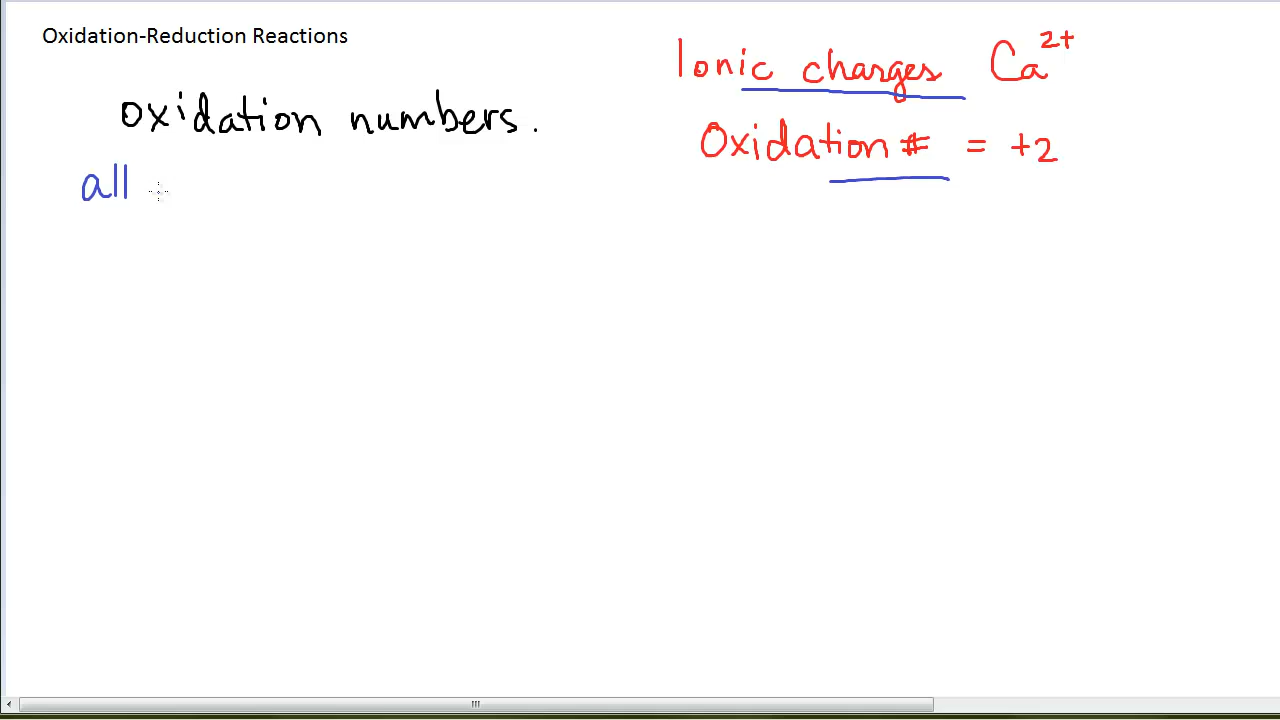 Oxidation-Reduction Reactions
oxidation numbers.
all
Ionic charges Ca²⁺
Oxidation # = +2